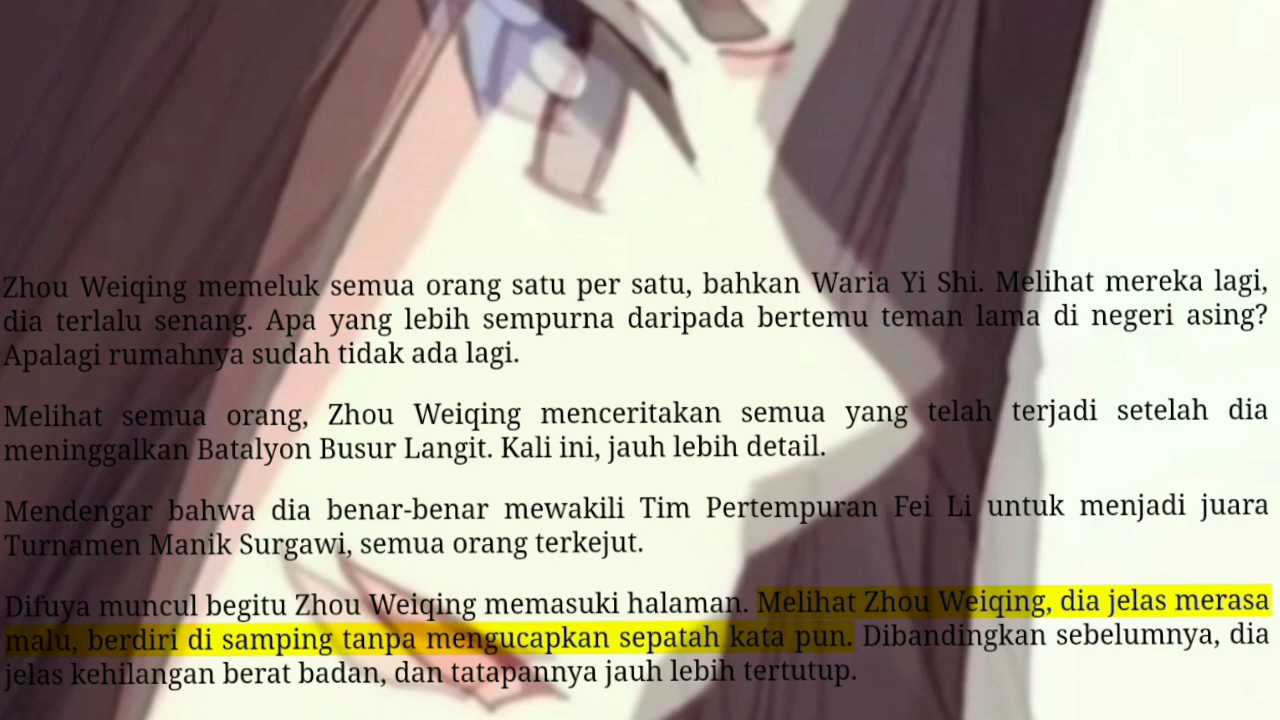 Zhou Weiqing memeluk semua orang satu per satu, bahkan Waria Yi Shi. Melihat mereka lagi,
dia terlalu senang. Apa yang lebih sempurna daripada bertemu teman lama di negeri asing?
Apalagi rumahnya sudah tidak ada lagi.
Melihat semua orang, Zhou Weiqing menceritakan semua yang telah terjadi setelah dia
meninggalkan Batalyon Busur Langit. Kali ini, jauh lebih detail.
Mendengar bahwa dia benar-benar mewakili Tim Pertempuran Fei Li untuk menjadi juara
Turnamen Manik Surgawi, semua orang terkejut.
Difuya muncul begitu Zhou Weiqing memasuki halaman. Melihat Zhou Weiqing, dia jelas merasa
malu, berdiri di samping tanpa mengucapkan sepatah kata pun. Dibandingkan sebelumnya, dia
jelas kehilangan berat badan, dan tatapannya jauh lebih tertutup.